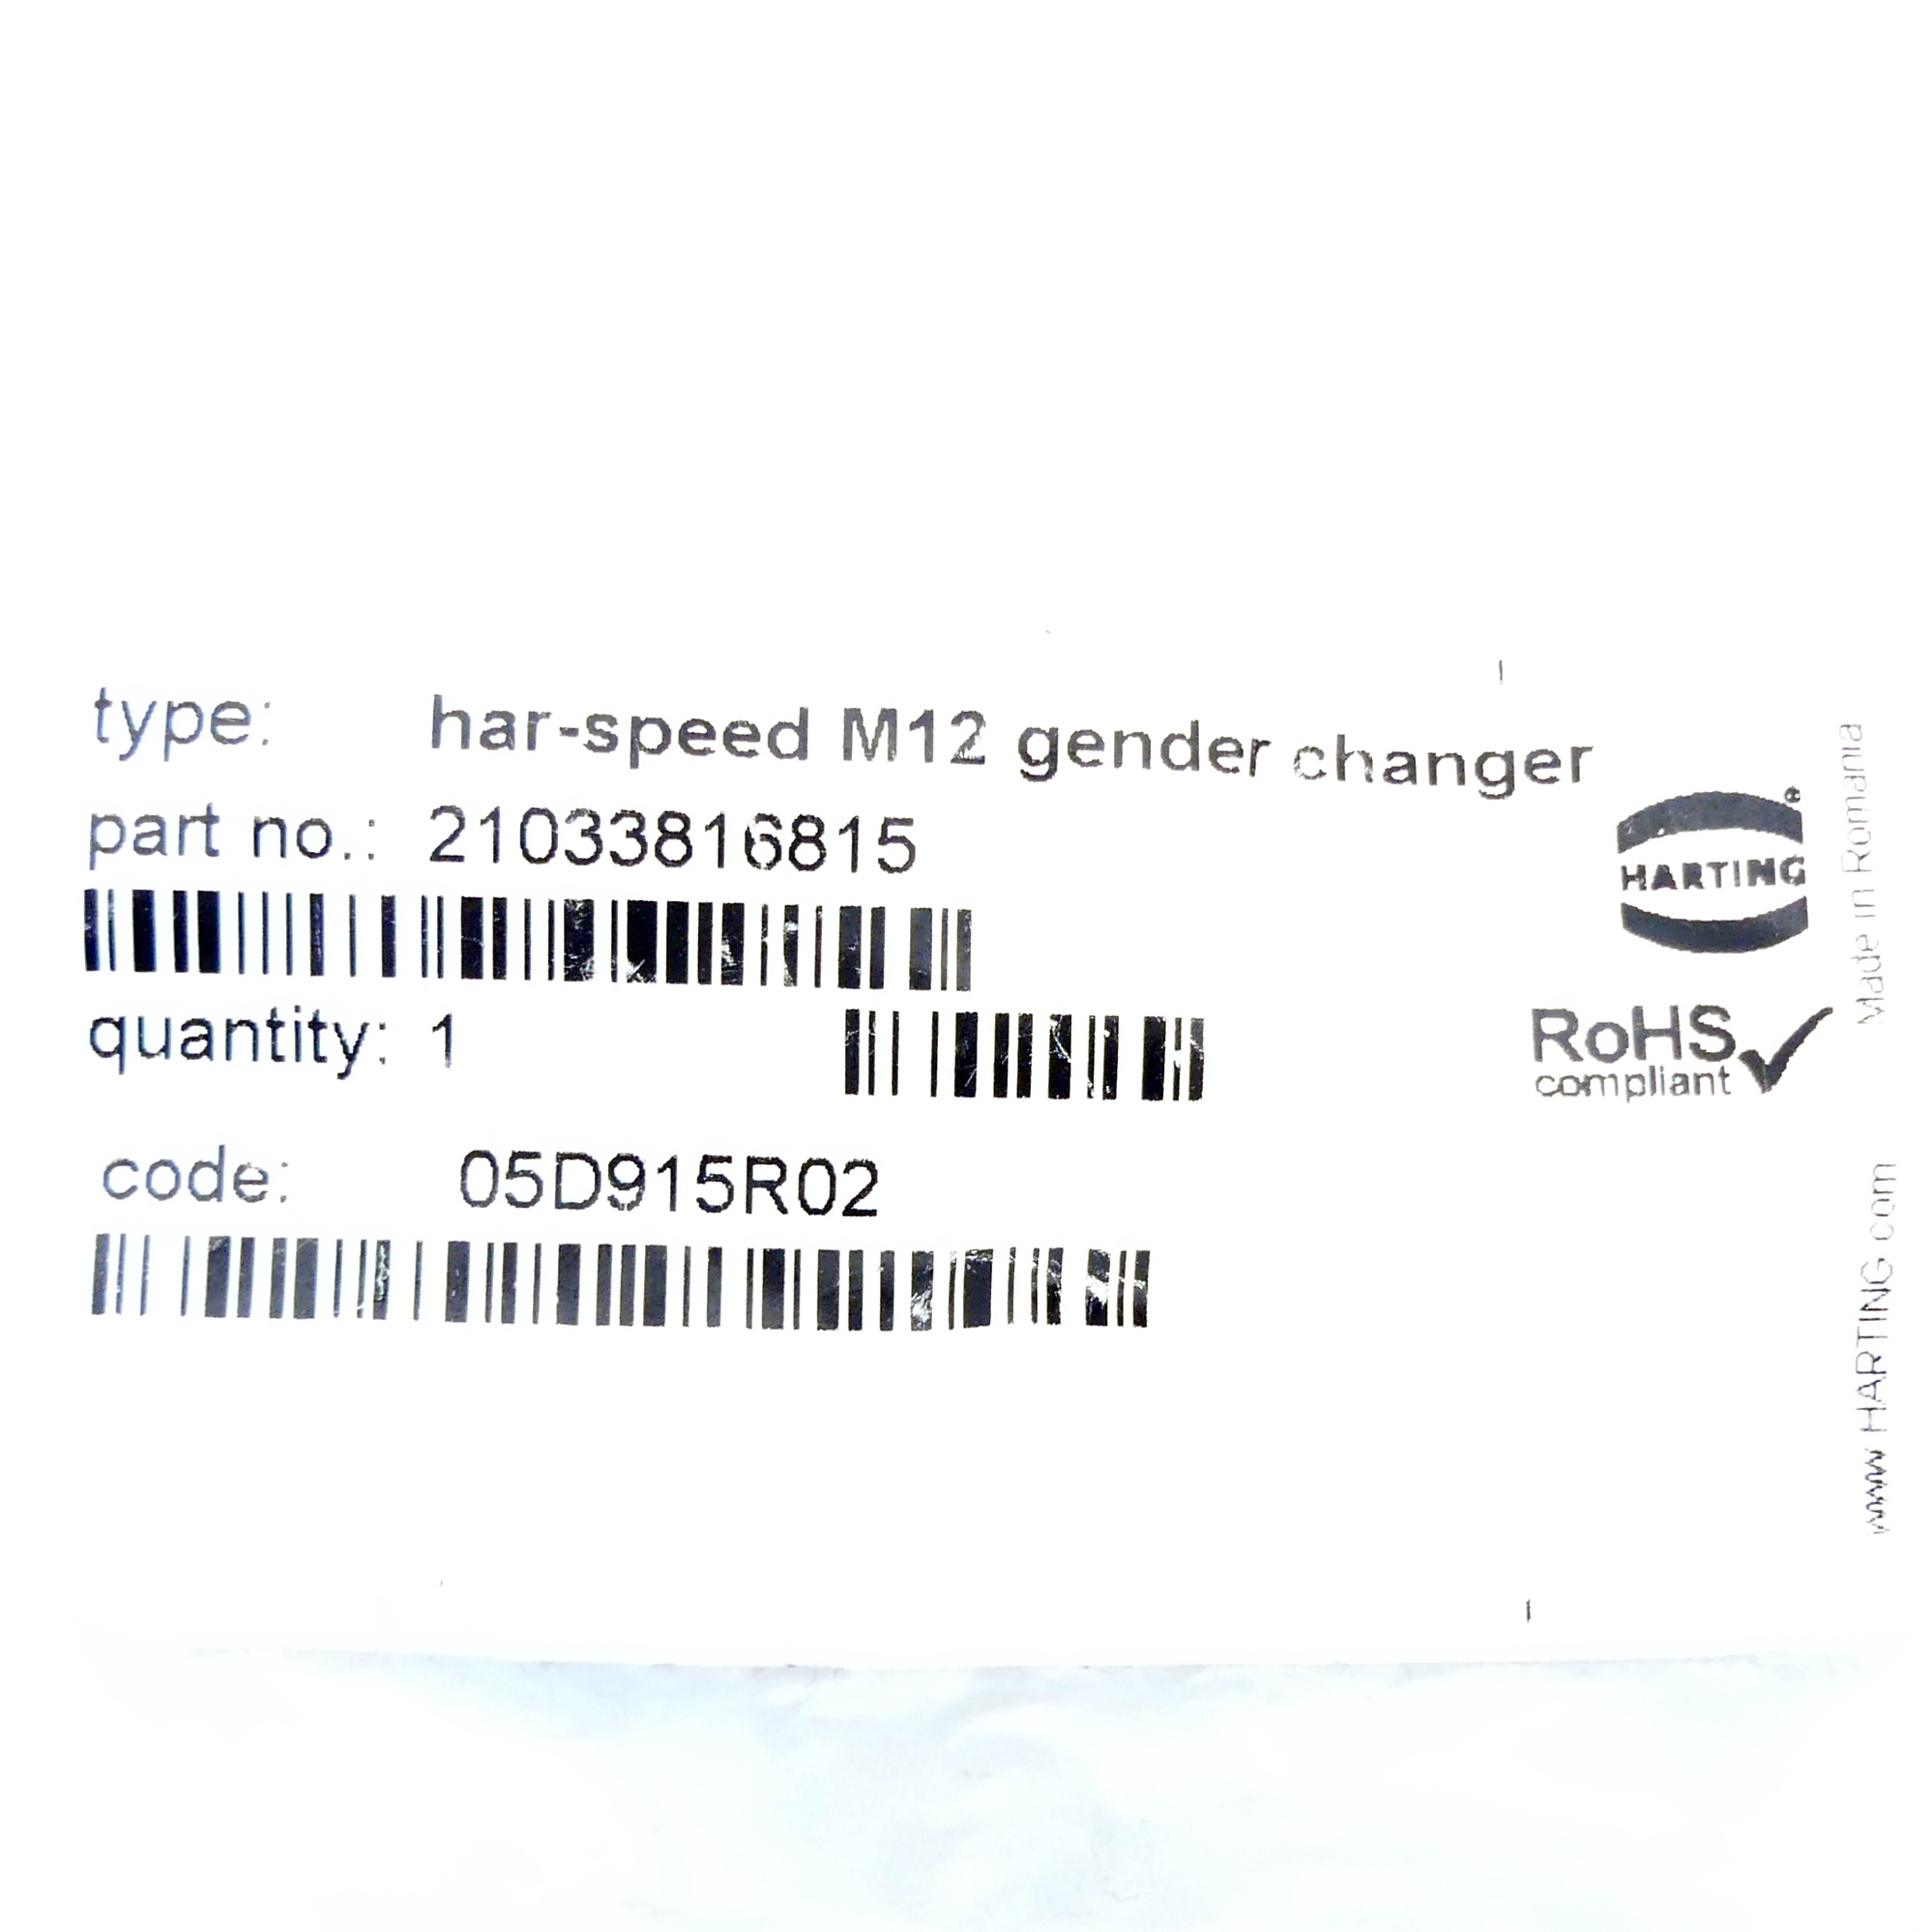 type: har-speed M12 gender changer
part no.: 21033816815
quantity: 1
code: 05D915R02
HARTING®
RoHS
compliant
Made in Romania
www HARTING com